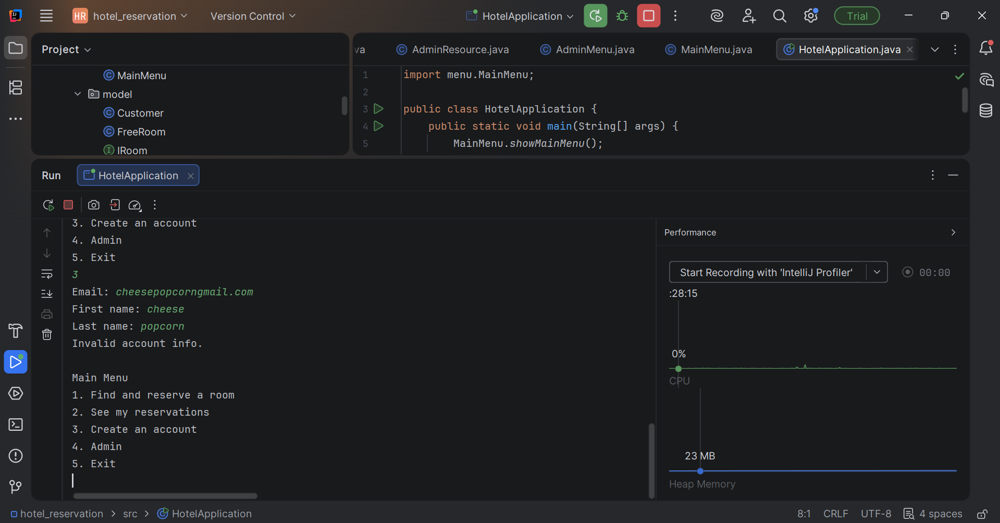 HR hotel_reservation Version Control HotelApplication Trial
Project
MainMenu
model
Customer
FreeRoom
IRoom
va AdminResource.java AdminMenu.java MainMenu.java HotelApplication.java
1 import menu.MainMenu;
2
3 public class HotelApplication {
4 public static void main(String[] args) {
5 MainMenu.showMainMenu();
Run HotelApplication
3. Create an account
4. Admin
5. Exit
3
Email: cheesepopcorngmail.com
First name: cheese
Last name: popcorn
Invalid account info.
Main Menu
1. Find and reserve a room
2. See my reservations
3. Create an account
4. Admin
5. Exit
Performance
Start Recording with 'IntelliJ Profiler' 00:00
:28:15
0%
CPU
23 MB
Heap Memory
hotel_reservation > src > HotelApplication 8:1 CRLF UTF-8 4 spaces